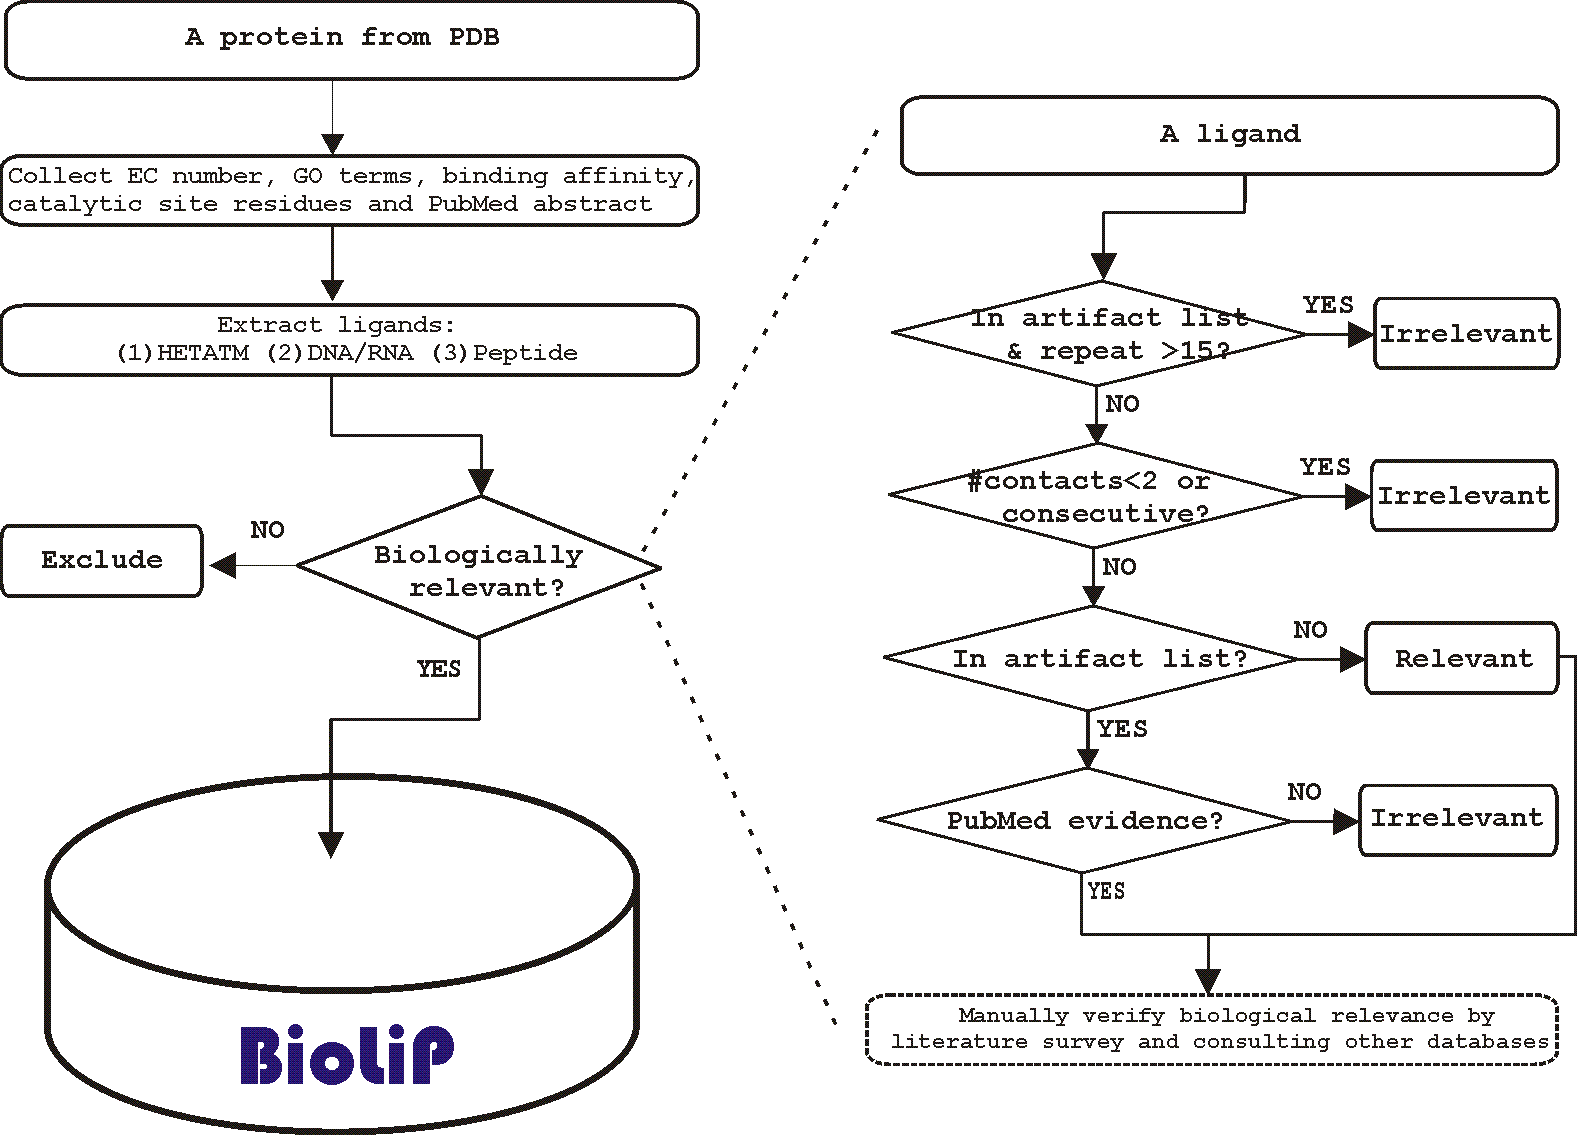 A protein from PDB
Collect EC number, GO terms, binding affinity,
catalytic site residues and PubMed abstract
Extract ligands:
(1)HETATM (2)DNA/RNA (3)Peptide
Biologically
relevant?
NO
Exclude
YES
BioLiP
A ligand
In artifact list
& repeat >15?
YES
Irrelevant
NO
#contacts<2 or
consecutive?
YES
Irrelevant
NO
In artifact list?
NO
Relevant
YES
PubMed evidence?
NO
Irrelevant
YES
Manually verify biological relevance by
literature survey and consulting other databases